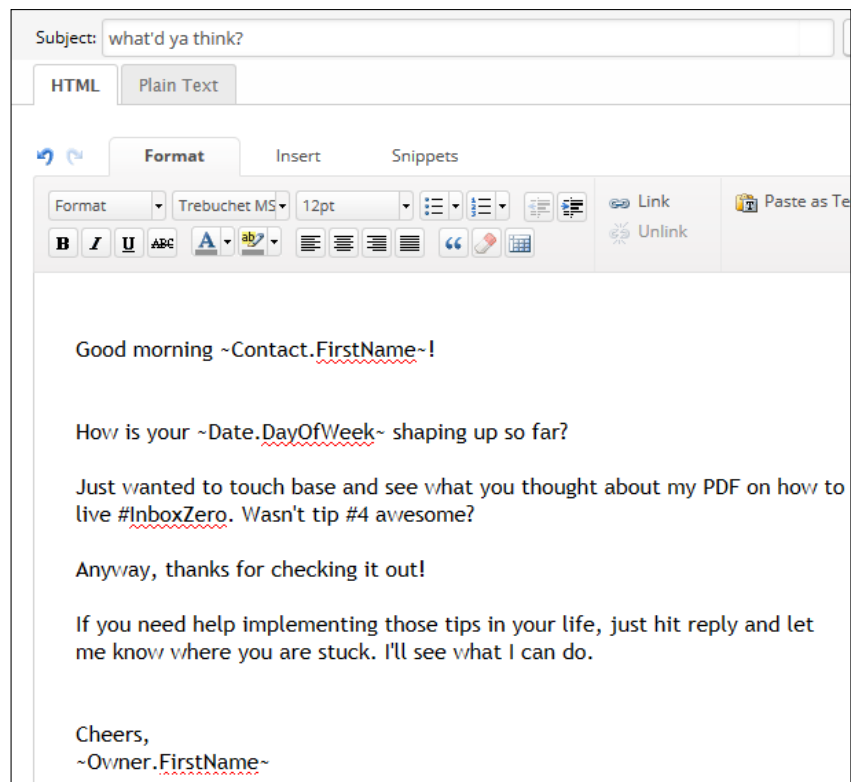 Subject: what'd ya think?
HTML Plain Text
Format Insert Snippets
Format Trebuchet MS 12pt Link Paste as Te
B I U ABC A ab Unlink
Good morning ~Contact.FirstName~!
How is your ~Date.DayOfWeek~ shaping up so far?
Just wanted to touch base and see what you thought about my PDF on how to
live #InboxZero. Wasn't tip #4 awesome?
Anyway, thanks for checking it out!
If you need help implementing those tips in your life, just hit reply and let
me know where you are stuck. I'll see what I can do.
Cheers,
~Owner.FirstName~